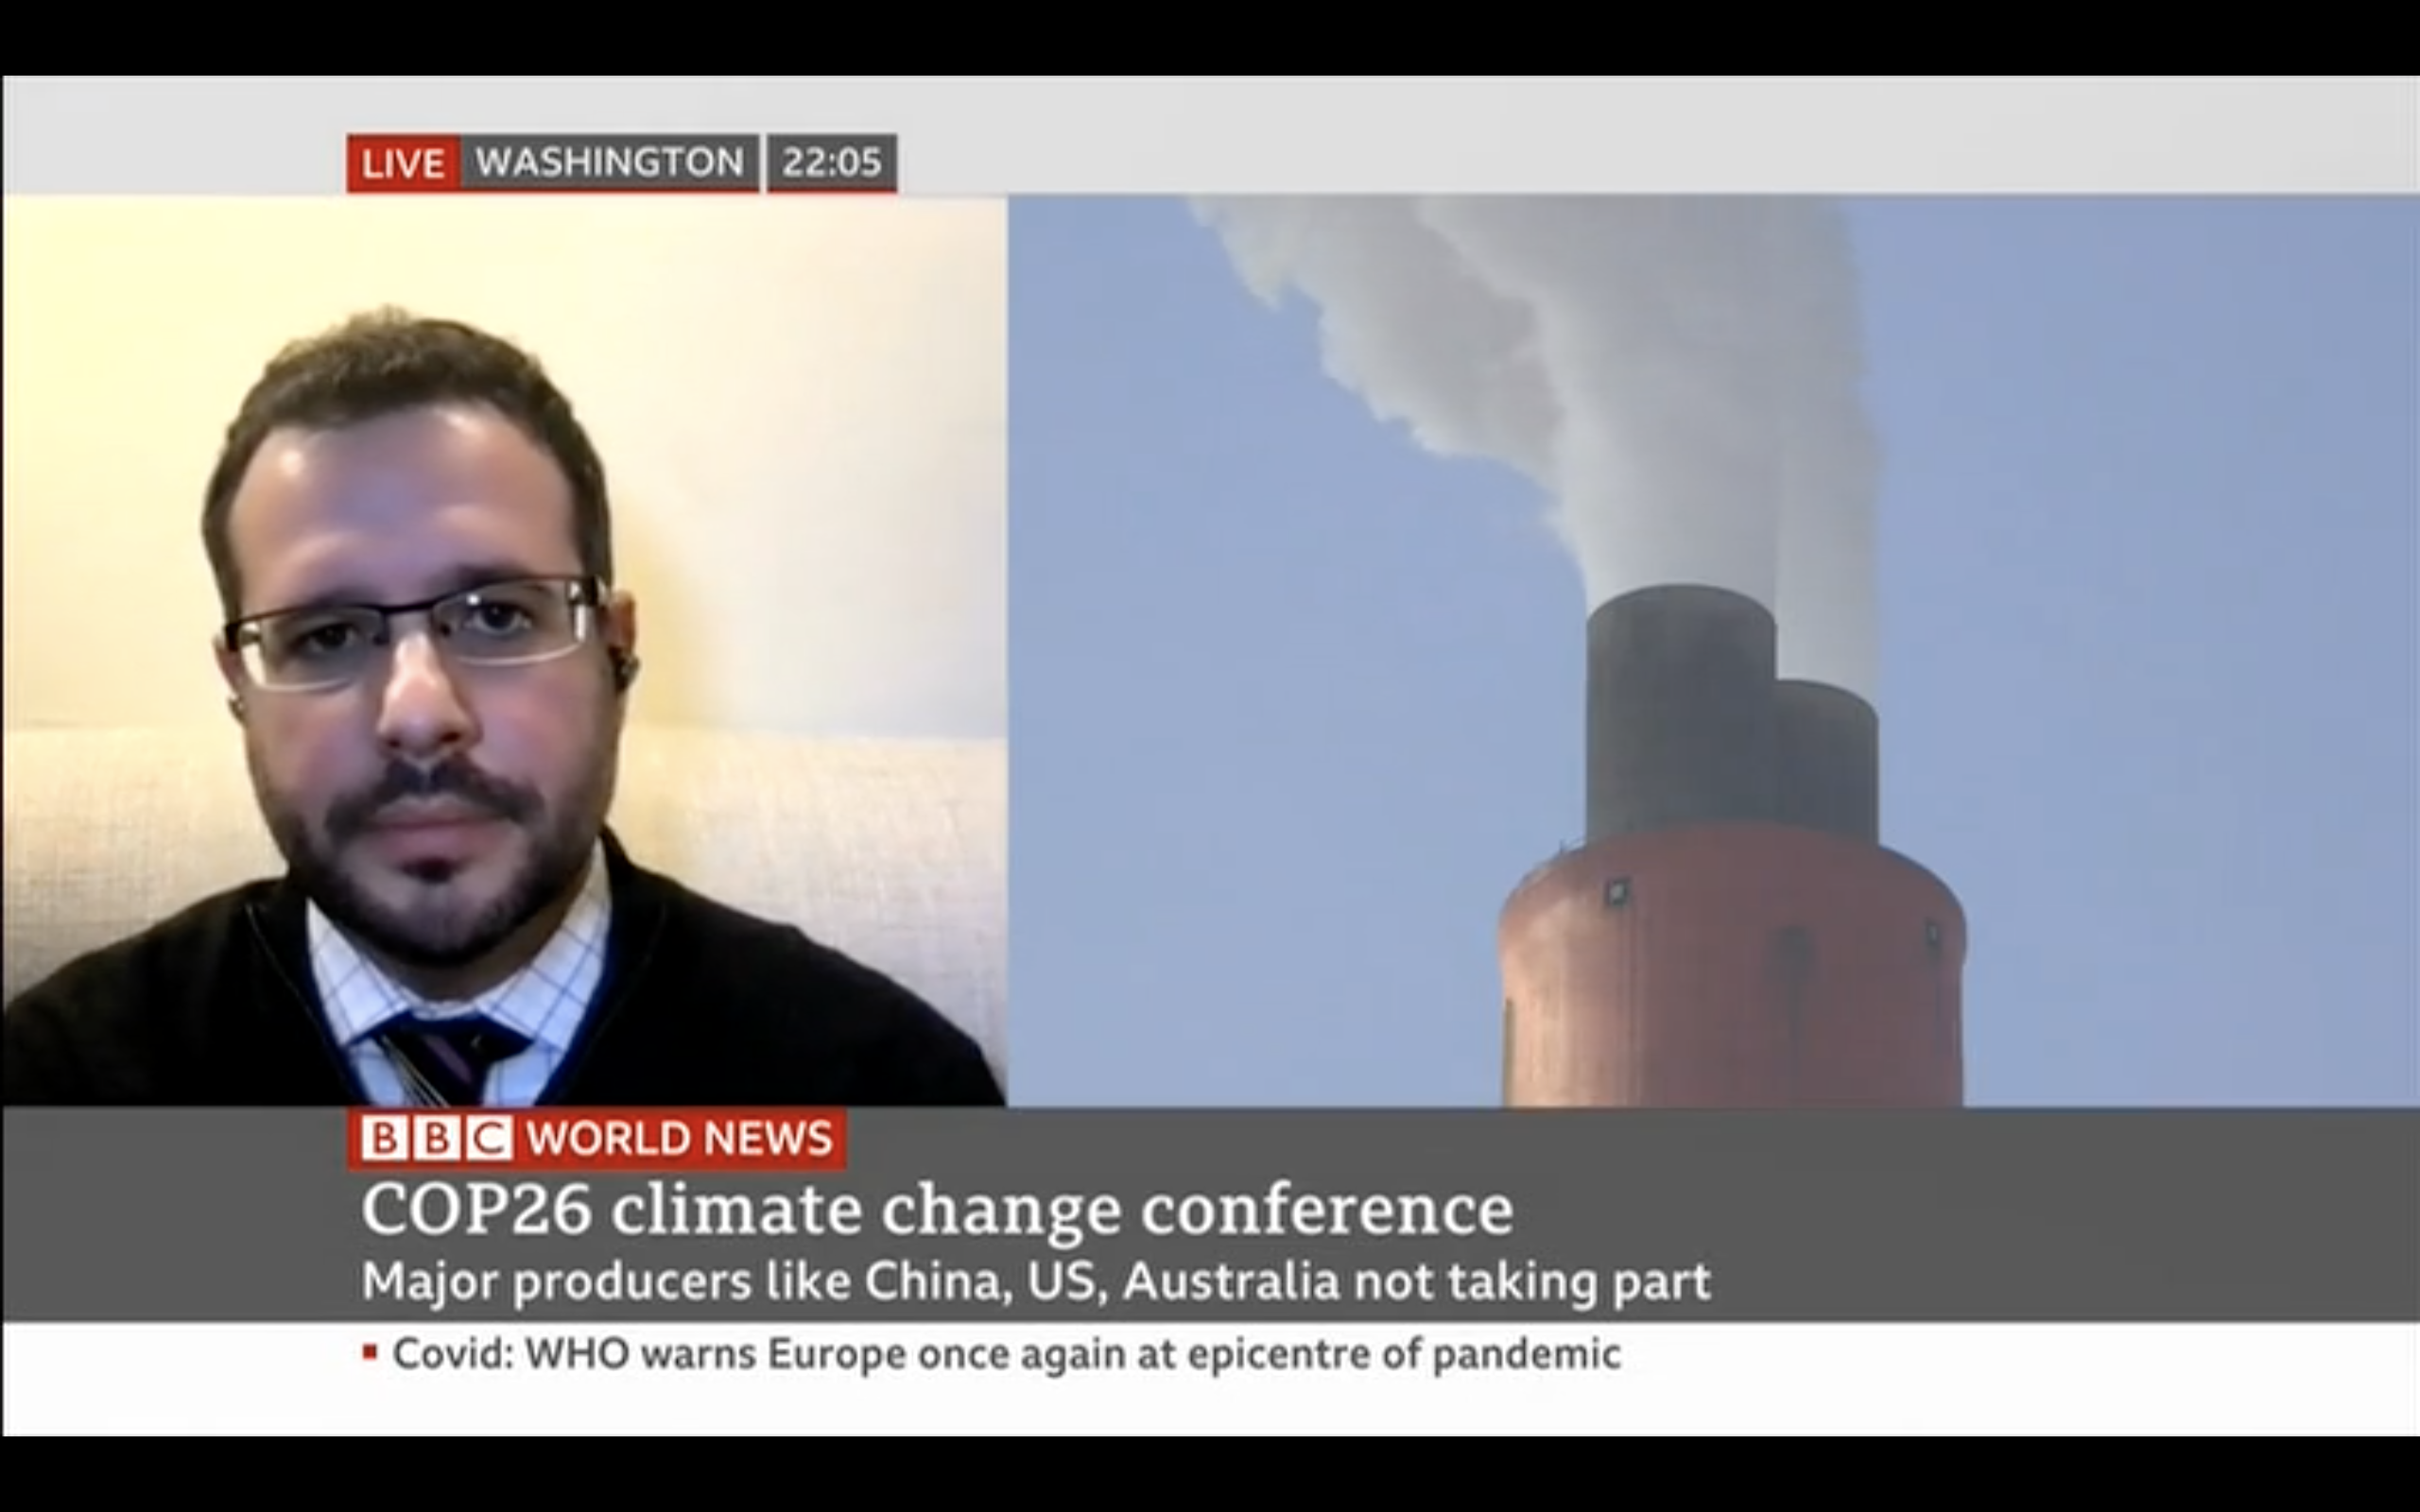 LIVE WASHINGTON 22:05
BBC WORLD NEWS
COP26 climate change conference
Major producers like China, US, Australia not taking part
Covid: WHO warns Europe once again at epicentre of pandemic